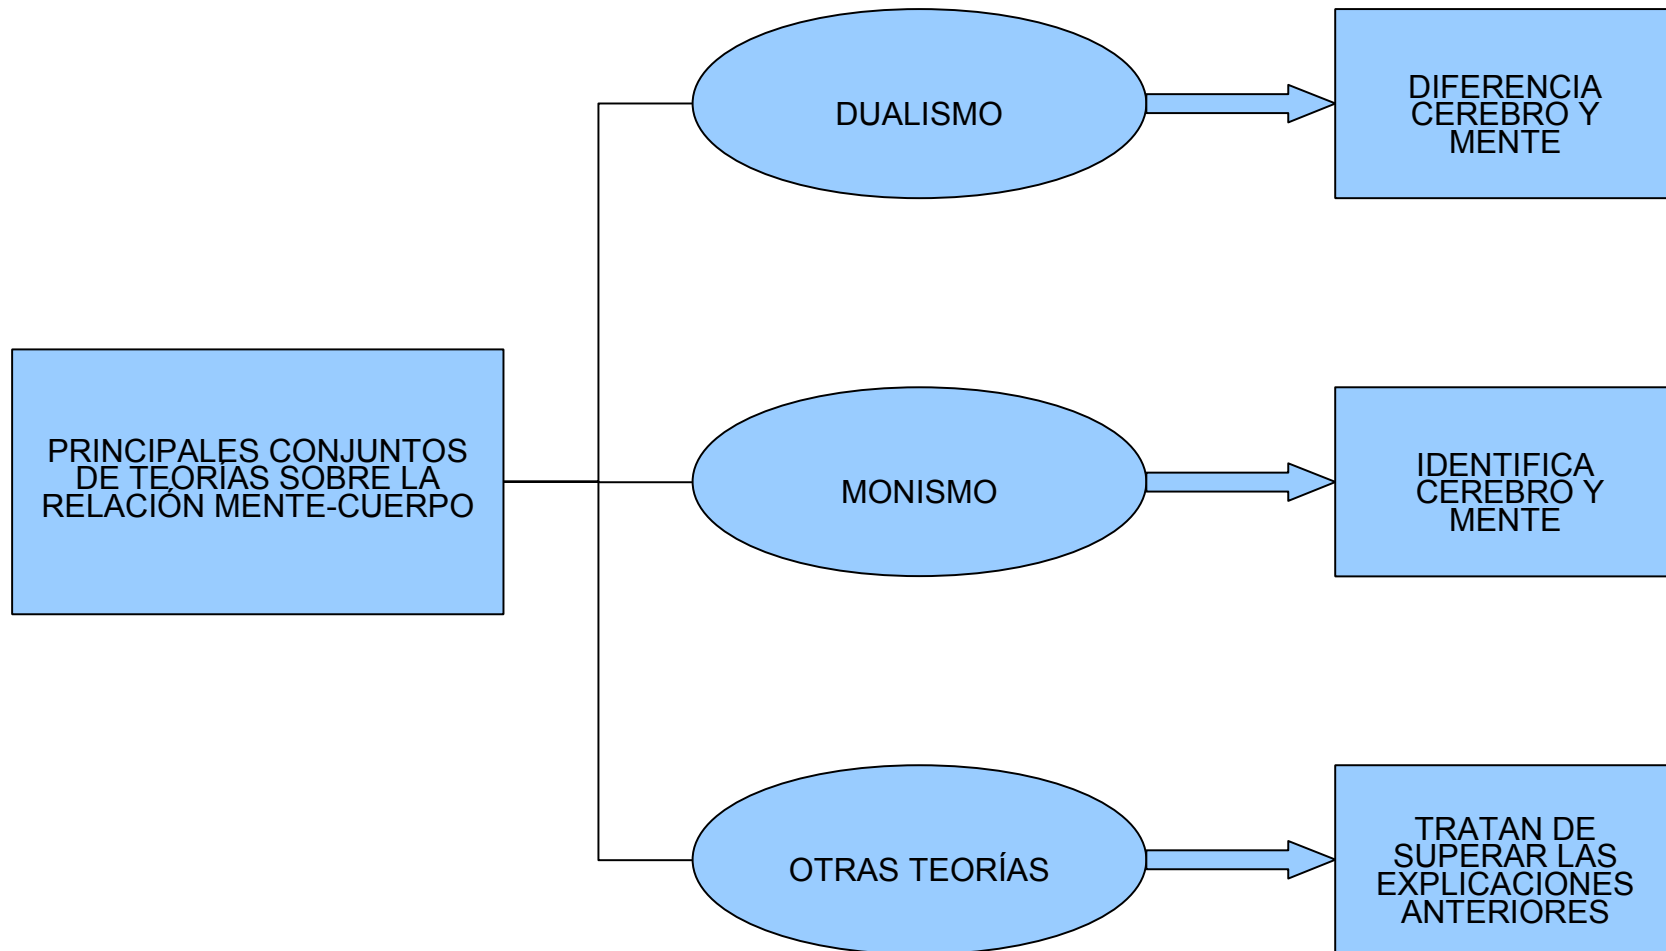 DUALISMO
DIFERENCIA
CEREBRO Y
MENTE
PRINCIPALES CONJUNTOS
DE TEORÍAS SOBRE LA
RELACIÓN MENTE-CUERPO
MONISMO
IDENTIFICA
CEREBRO Y
MENTE
OTRAS TEORÍAS
TRATAN DE
SUPERAR LAS
EXPLICACIONES
ANTERIORES